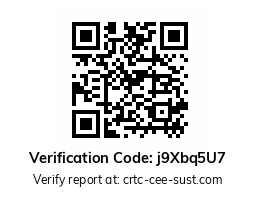 Verification Code: j9Xbq5U7
Verify report at: crtc-cee-sust.com